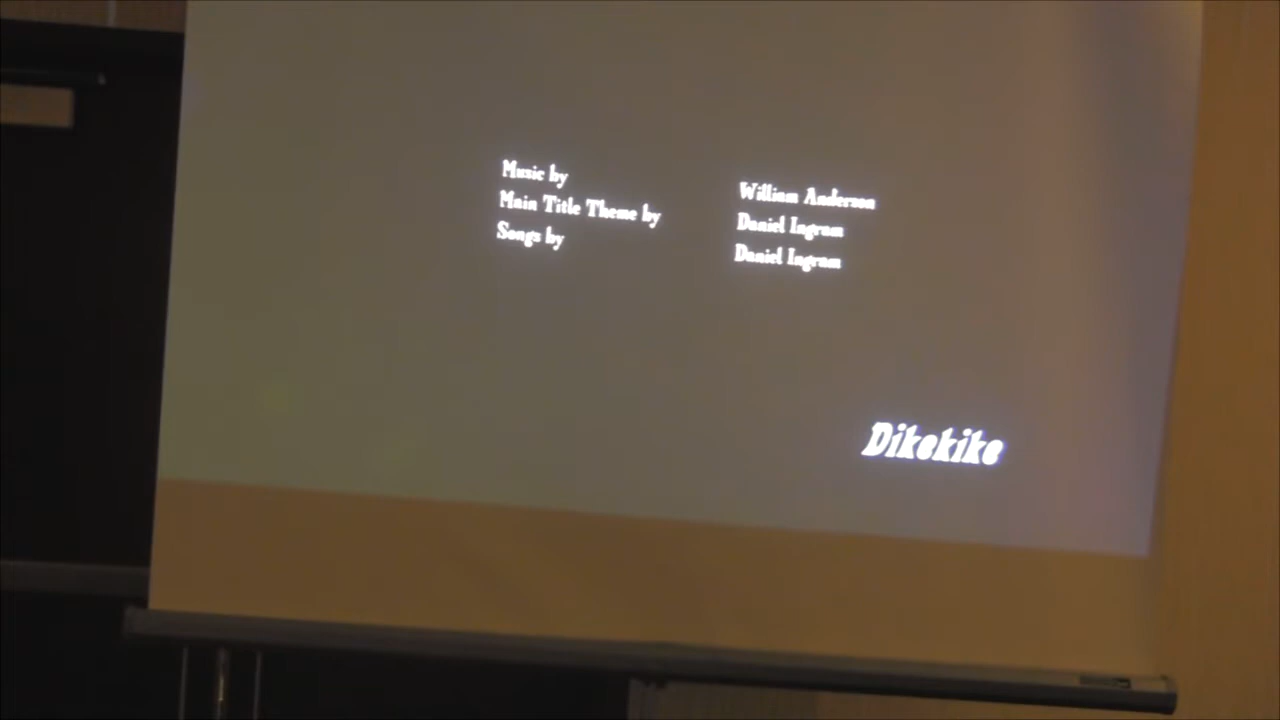 Music by William Anderson
Main Title Theme by Daniel Ingram
Songs by Daniel Ingram
Dikekike